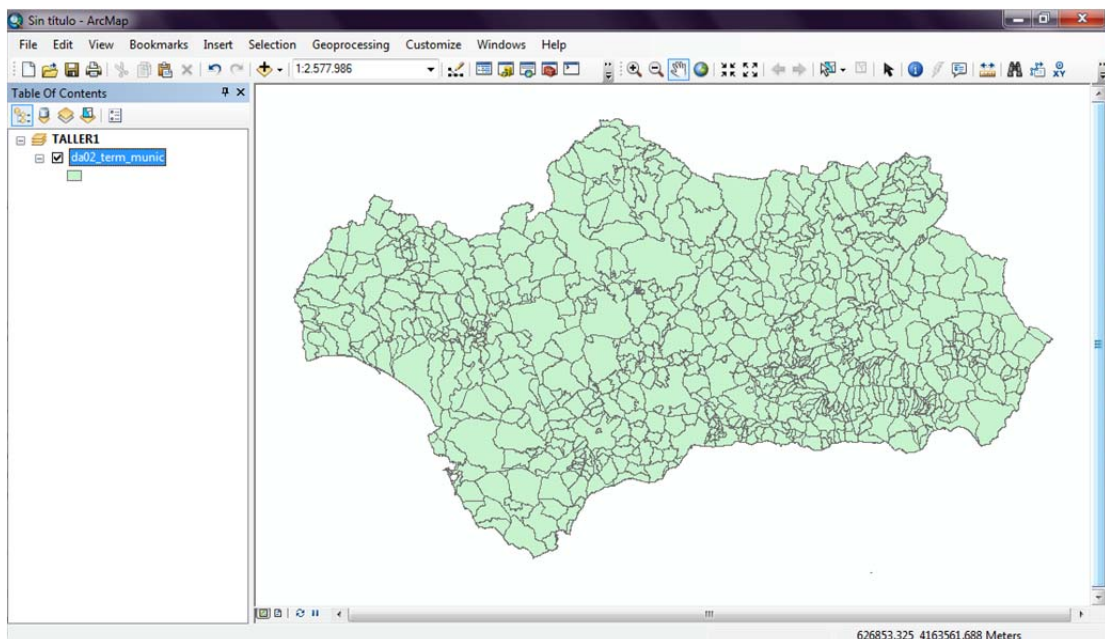 Sin título - ArcMap
File Edit View Bookmarks Insert Selection Geoprocessing Customize Windows Help
1:2.577.986
XY
Table Of Contents
TALLER1
da02_term_munic
626853,325 4163561,688 Meters